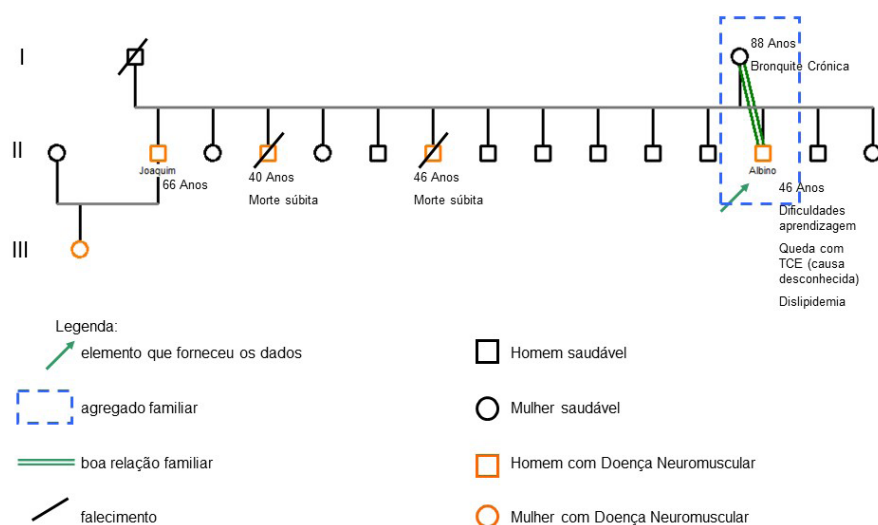 I
88 Anos
Bronquite Crónica
II
Joaquim
66 Anos
40 Anos
Morte súbita
46 Anos
Morte súbita
Albino
46 Anos
Dificuldades
aprendizagem
Queda com
TCE (causa
desconhecida)
Dislipidemia
III
Legenda:
elemento que forneceu os dados
agregado familiar
boa relação familiar
falecimento
Homem saudável
Mulher saudável
Homem com Doença Neuromuscular
Mulher com Doença Neuromuscular